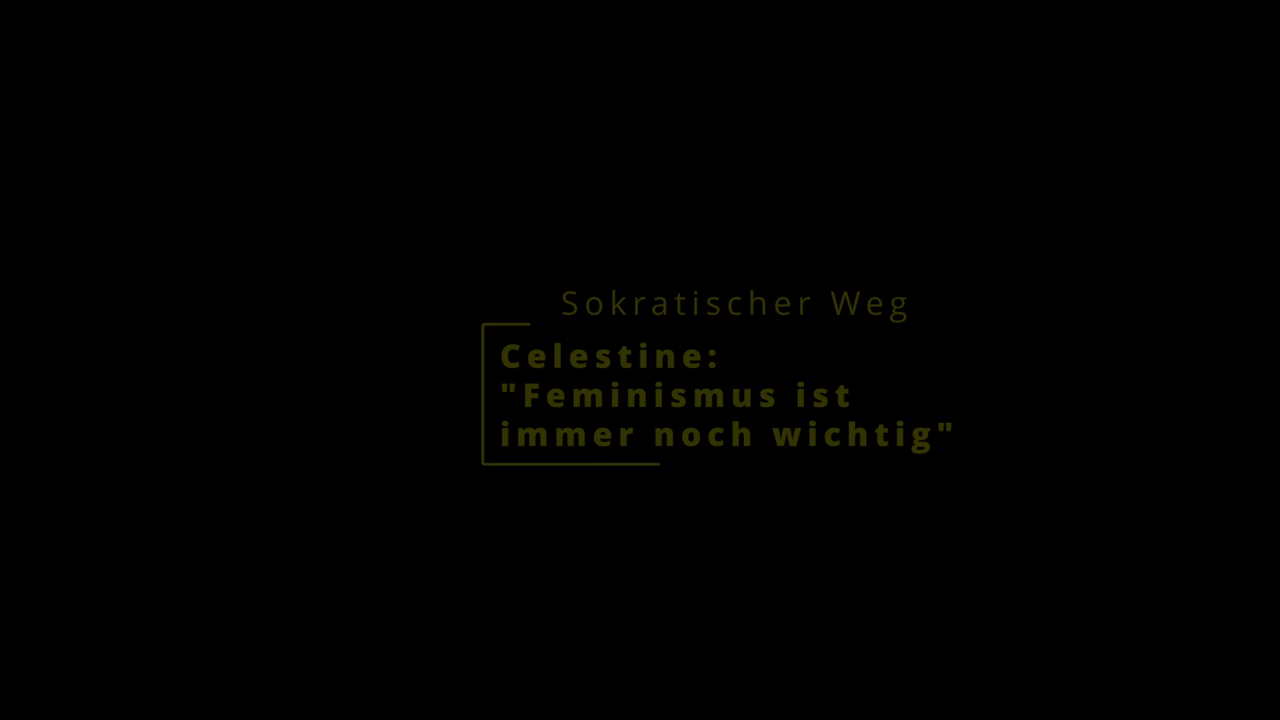 Sokratischer Weg
Celestine:
"Feminismus ist
immer noch wichtig"